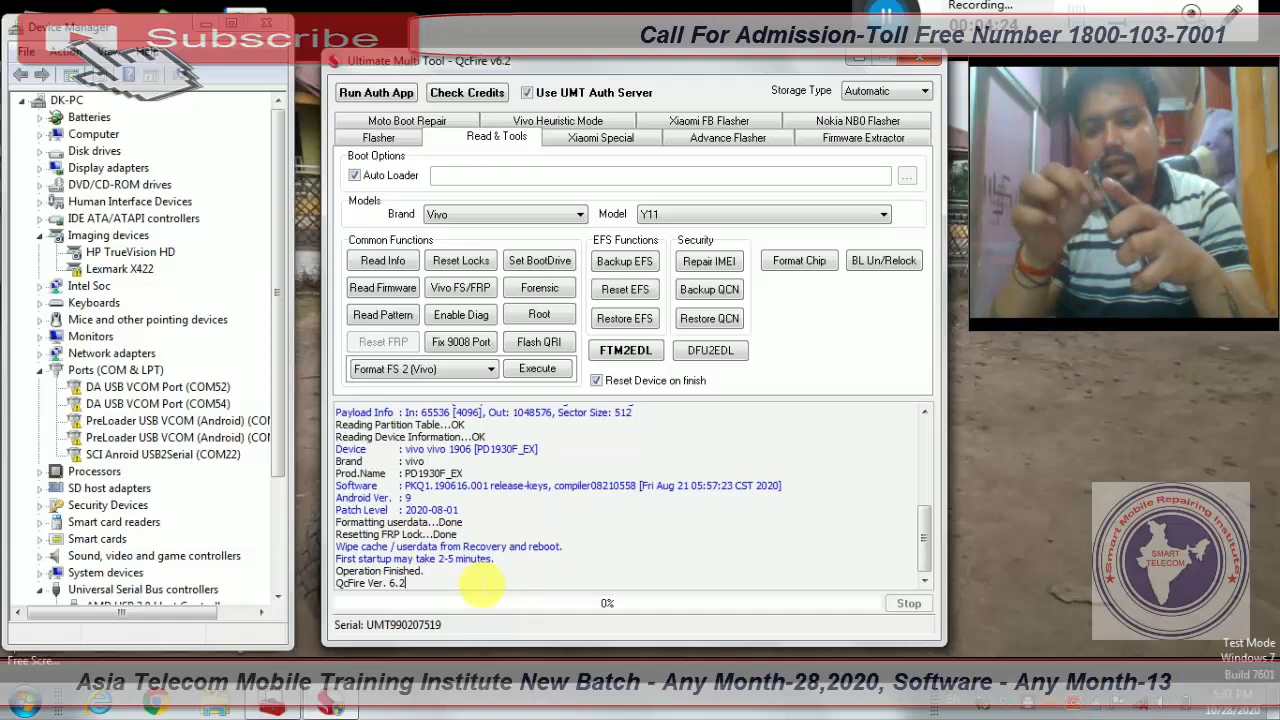 Recording...
00:04:24
Subscribe
Call For Admission-Toll Free Number 1800-103-7001
Device Manager
File Action View Help
DK-PC
Batteries
Computer
Disk drives
Display adapters
DVD/CD-ROM drives
Human Interface Devices
IDE ATA/ATAPI controllers
Imaging devices
HP TrueVision HD
Lexmark X422
Intel Soc
Keyboards
Mice and other pointing devices
Monitors
Network adapters
Ports (COM & LPT)
DA USB VCOM Port (COM52)
DA USB VCOM Port (COM54)
PreLoader USB VCOM (Android) (CO
PreLoader USB VCOM (Android) (CO
SCI Anroid USB2Serial (COM22)
Processors
SD host adapters
Security Devices
Smart card readers
Smart cards
Sound, video and game controllers
System devices
Universal Serial Bus controllers
Ultimate Multi Tool - QcFire v6.2
Run Auth App
Check Credits
Use UMT Auth Server
Storage Type
Automatic
Moto Boot Repair
Vivo Heuristic Mode
Xiaomi FB Flasher
Nokia NB0 Flasher
Flasher
Read & Tools
Xiaomi Special
Advance Flasher
Firmware Extractor
Boot Options
Auto Loader
...
Models
Brand
Vivo
Model
Y11
Common Functions
EFS Functions
Security
Read Info
Reset Locks
Set BootDrive
Backup EFS
Repair IMEI
Format Chip
BL Un/Relock
Read Firmware
Vivo FS/FRP
Forensic
Reset EFS
Backup QCN
Read Pattern
Enable Diag
Root
Restore EFS
Restore QCN
Reset FRP
Fix 9008 Port
Flash QRI
FTM2EDL
DFU2EDL
Format FS 2 (Vivo)
Execute
Reset Device on finish
Payload Info : In: 65536 [4096], Out: 1048576, Sector Size: 512
Reading Partition Table...OK
Reading Device Information...OK
Device : vivo vivo 1906 [PD1930F_EX]
Brand : vivo
Prod.Name : PD1930F_EX
Software : PKQ1.190616.001 release-keys, compiler08210558 [Fri Aug 21 05:57:23 CST 2020]
Android Ver. : 9
Patch Level : 2020-08-01
Formatting userdata...Done
Resetting FRP Lock...Done
Wipe cache / userdata from Recovery and reboot.
First startup may take 2-5 minutes.
Operation Finished.
QcFire Ver. 6.2
0%
Stop
Serial: UMT990207519
Smart Mobile Repairing Institute
SMART
TELECOM
Test Mode
Windows 7
Build 7601
Free Scre...
Asia Telecom Mobile Training Institute New Batch - Any Month-28,2020, Software - Any Month-13
10/28/2020